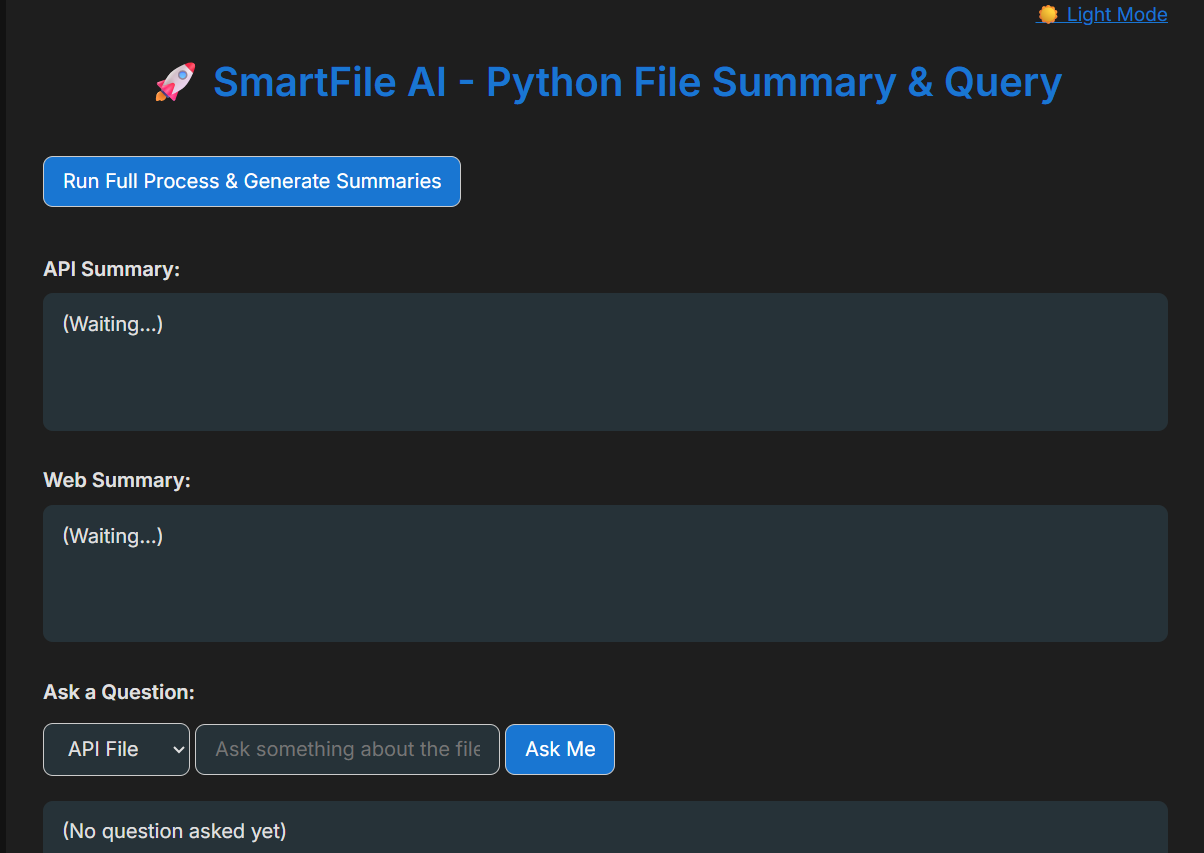 Light Mode
SmartFile AI - Python File Summary & Query
Run Full Process & Generate Summaries
API Summary:
(Waiting...)
Web Summary:
(Waiting...)
Ask a Question:
API File Ask something about the file Ask Me
(No question asked yet)